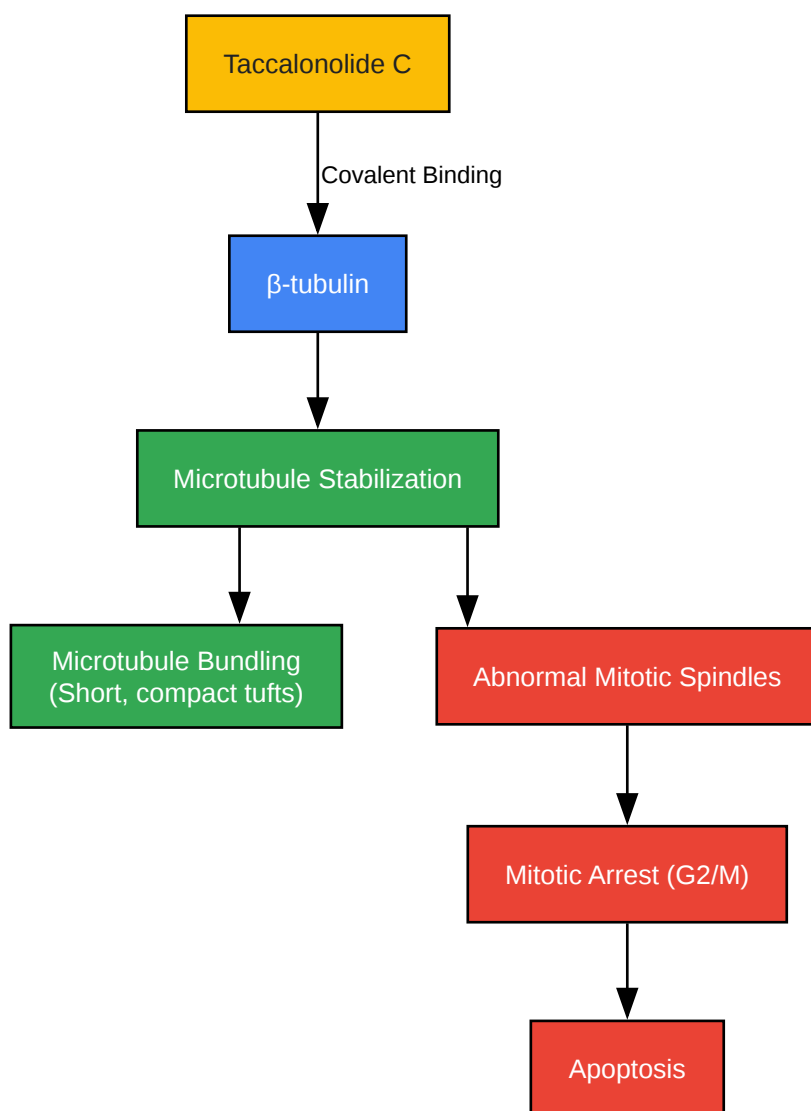 Taccalonolide C
Covalent Binding
β-tubulin
Microtubule Stabilization
Microtubule Bundling
(Short, compact tufts)
Abnormal Mitotic Spindles
Mitotic Arrest (G2/M)
Apoptosis